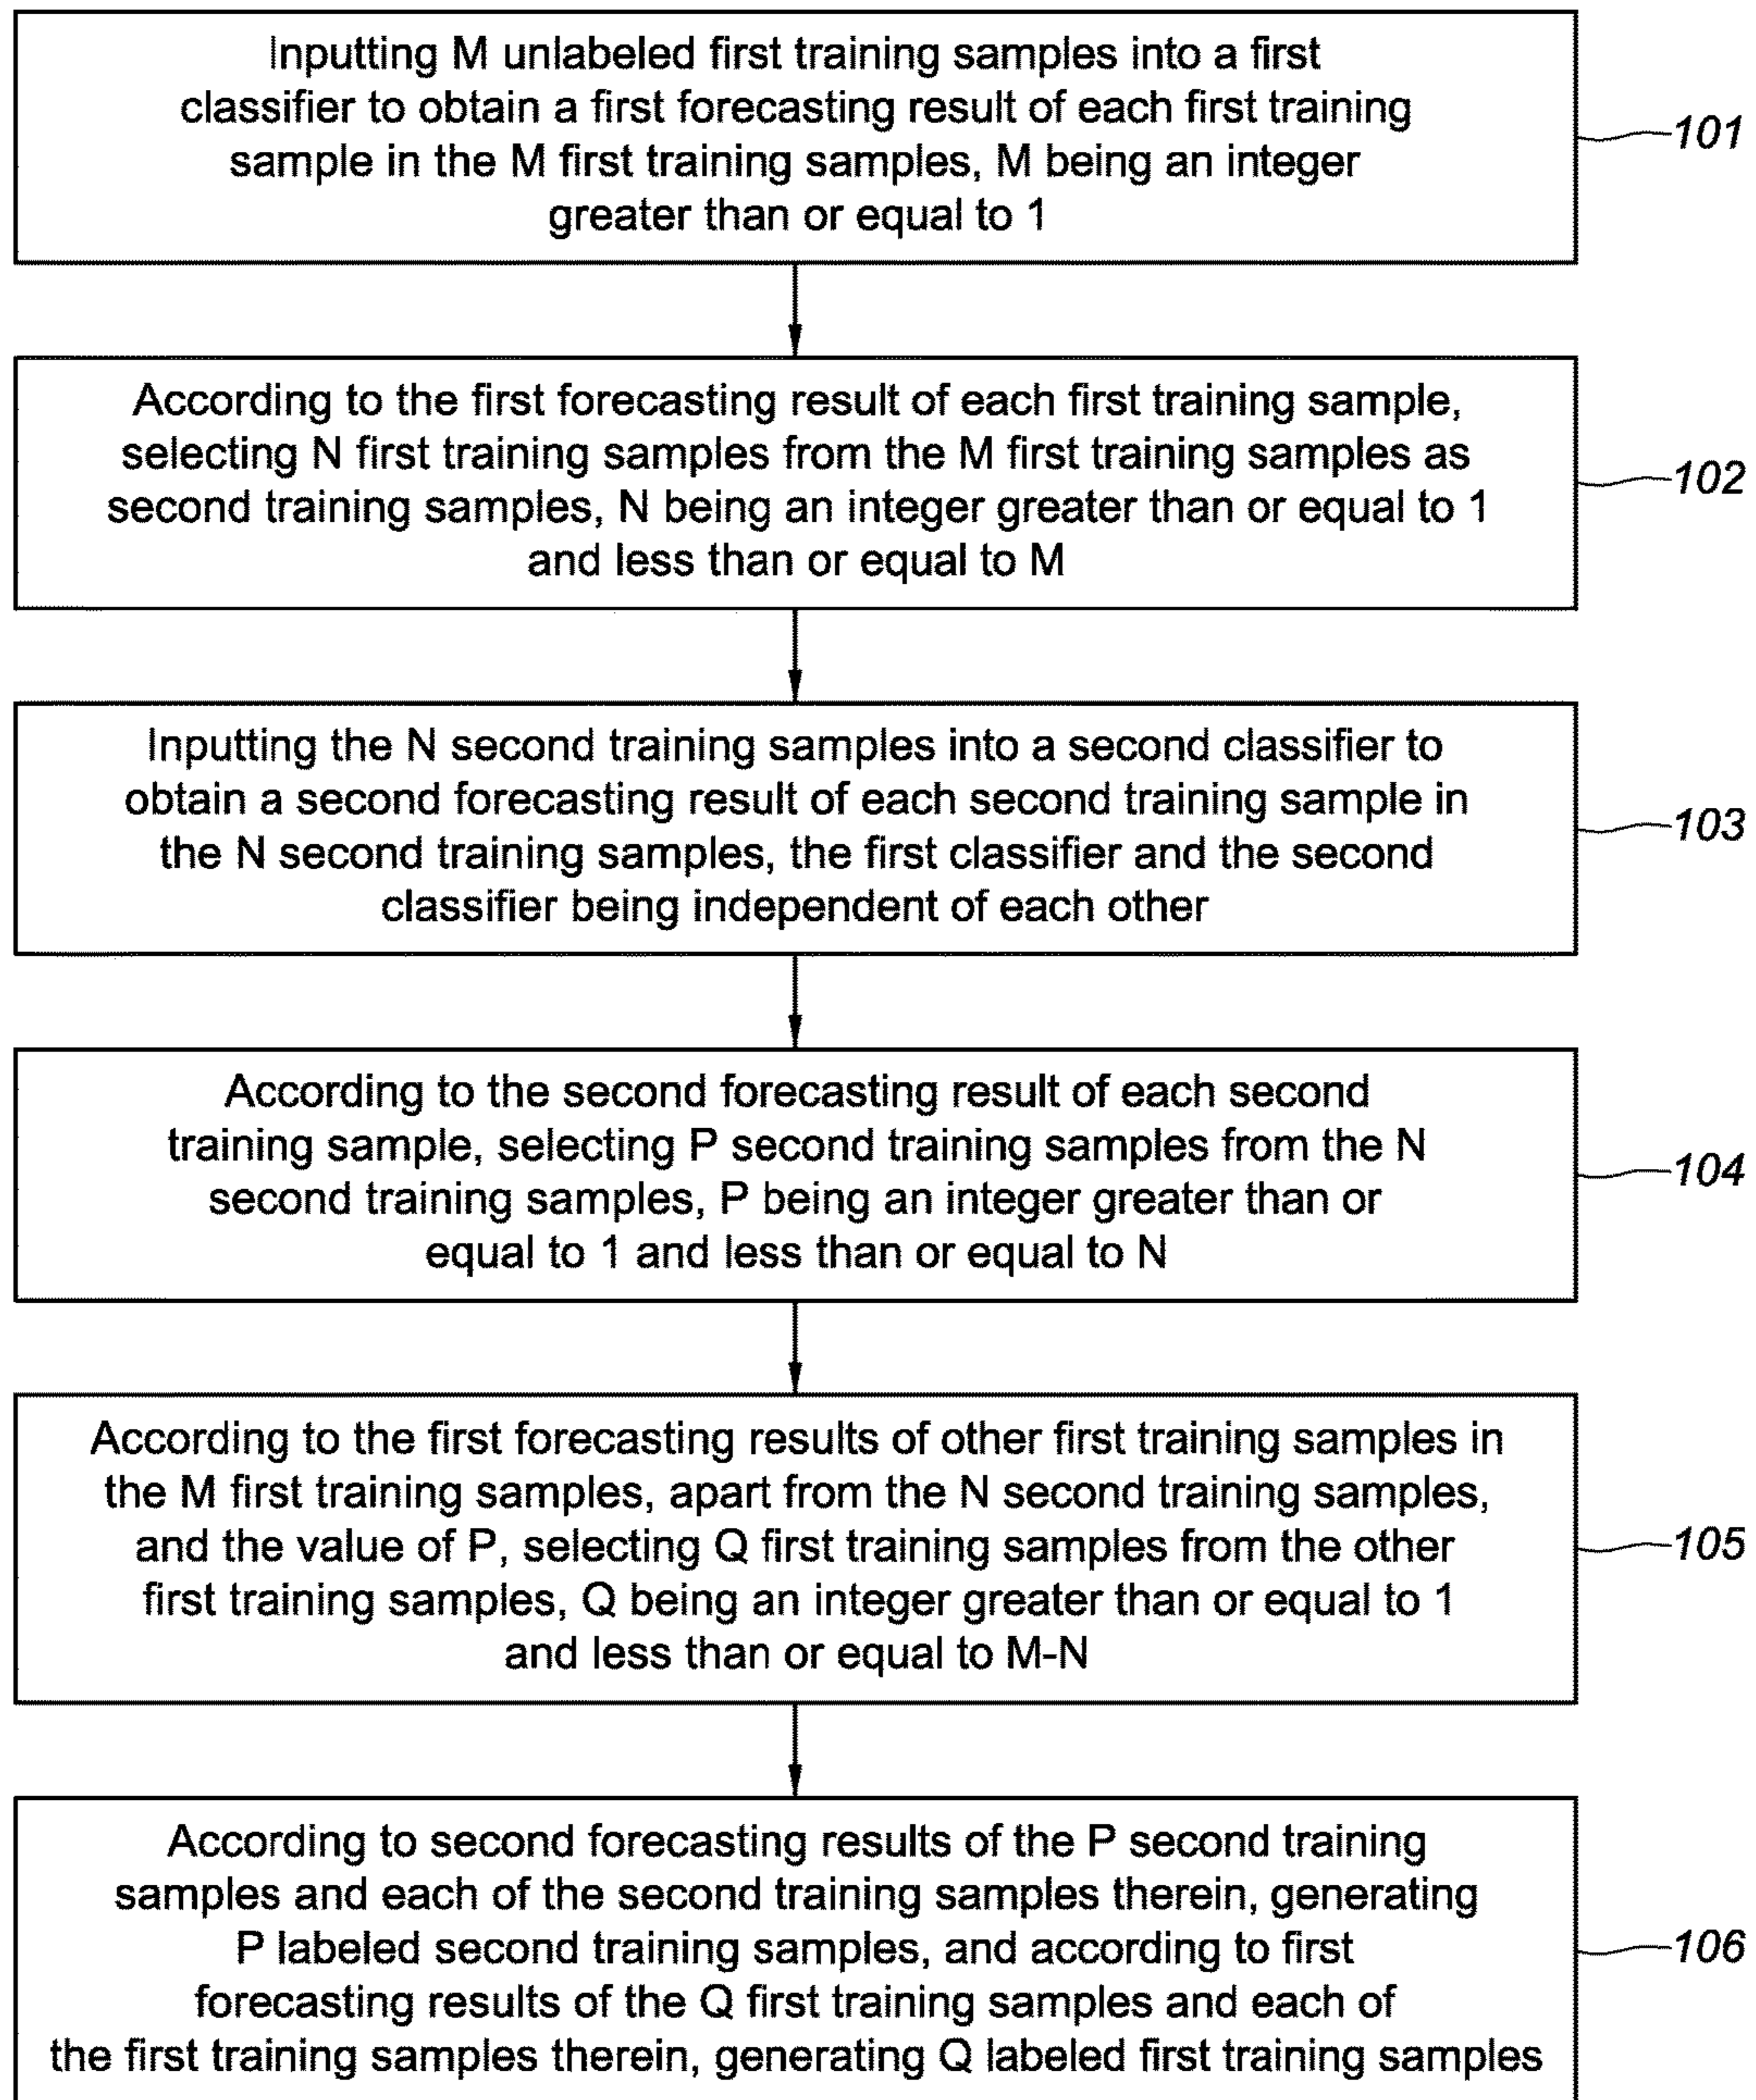 Inputting M unlabeled first training samples into a first
classifier to obtain a first forecasting result of each first training
sample in the M first training samples, M being an integer
greater than or equal to 1
101
According to the first forecasting result of each first training sample,
selecting N first training samples from the M first training samples as
second training samples, N being an integer greater than or equal to 1
and less than or equal to M
102
Inputting the N second training samples into a second classifier to
obtain a second forecasting result of each second training sample in
the N second training samples, the first classifier and the second
classifier being independent of each other
103
According to the second forecasting result of each second
training sample, selecting P second training samples from the N
second training samples, P being an integer greater than or
equal to 1 and less than or equal to N
104
According to the first forecasting results of other first training samples in
the M first training samples, apart from the N second training samples,
and the value of P, selecting Q first training samples from the other
first training samples, Q being an integer greater than or equal to 1
and less than or equal to M-N
105
According to second forecasting results of the P second training
samples and each of the second training samples therein, generating
P labeled second training samples, and according to first
forecasting results of the Q first training samples and each of
the first training samples therein, generating Q labeled first training samples
106